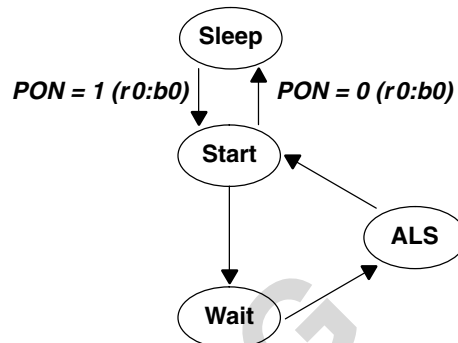 Sleep
PON = 1 (r0:b0) PON = 0 (r0:b0)
Start
ALS
Wait